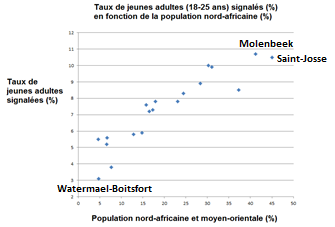 Taux de jeunes adultes (18-25 ans) signalés (%)
en fonction de la population nord-africaine (%)
Taux de
jeunes adultes
signalées (%)
12
11
10
9
8
7
6
5
4
3
2
Molenbeek
Saint-Josse
Watermael-Boitsfort
0 5 10 15 20 25 30 35 40 45 50
Population nord-africaine et moyen-orientale (%)